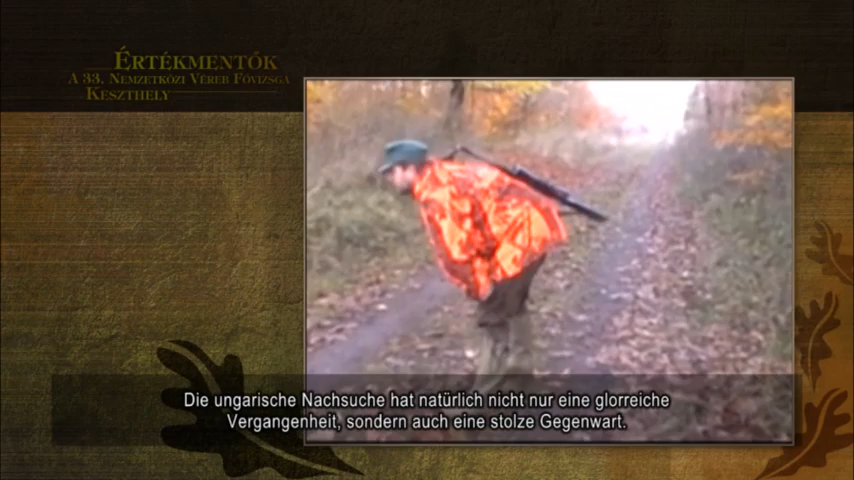 ÉRTÉKMENTŐK
A 33. NEMZETKÖZI VÉREB FŐVIZSGA
KESZTHELY
Die ungarische Nachsuche hat natürlich nicht nur eine glorreiche
Vergangenheit, sondern auch eine stolze Gegenwart.